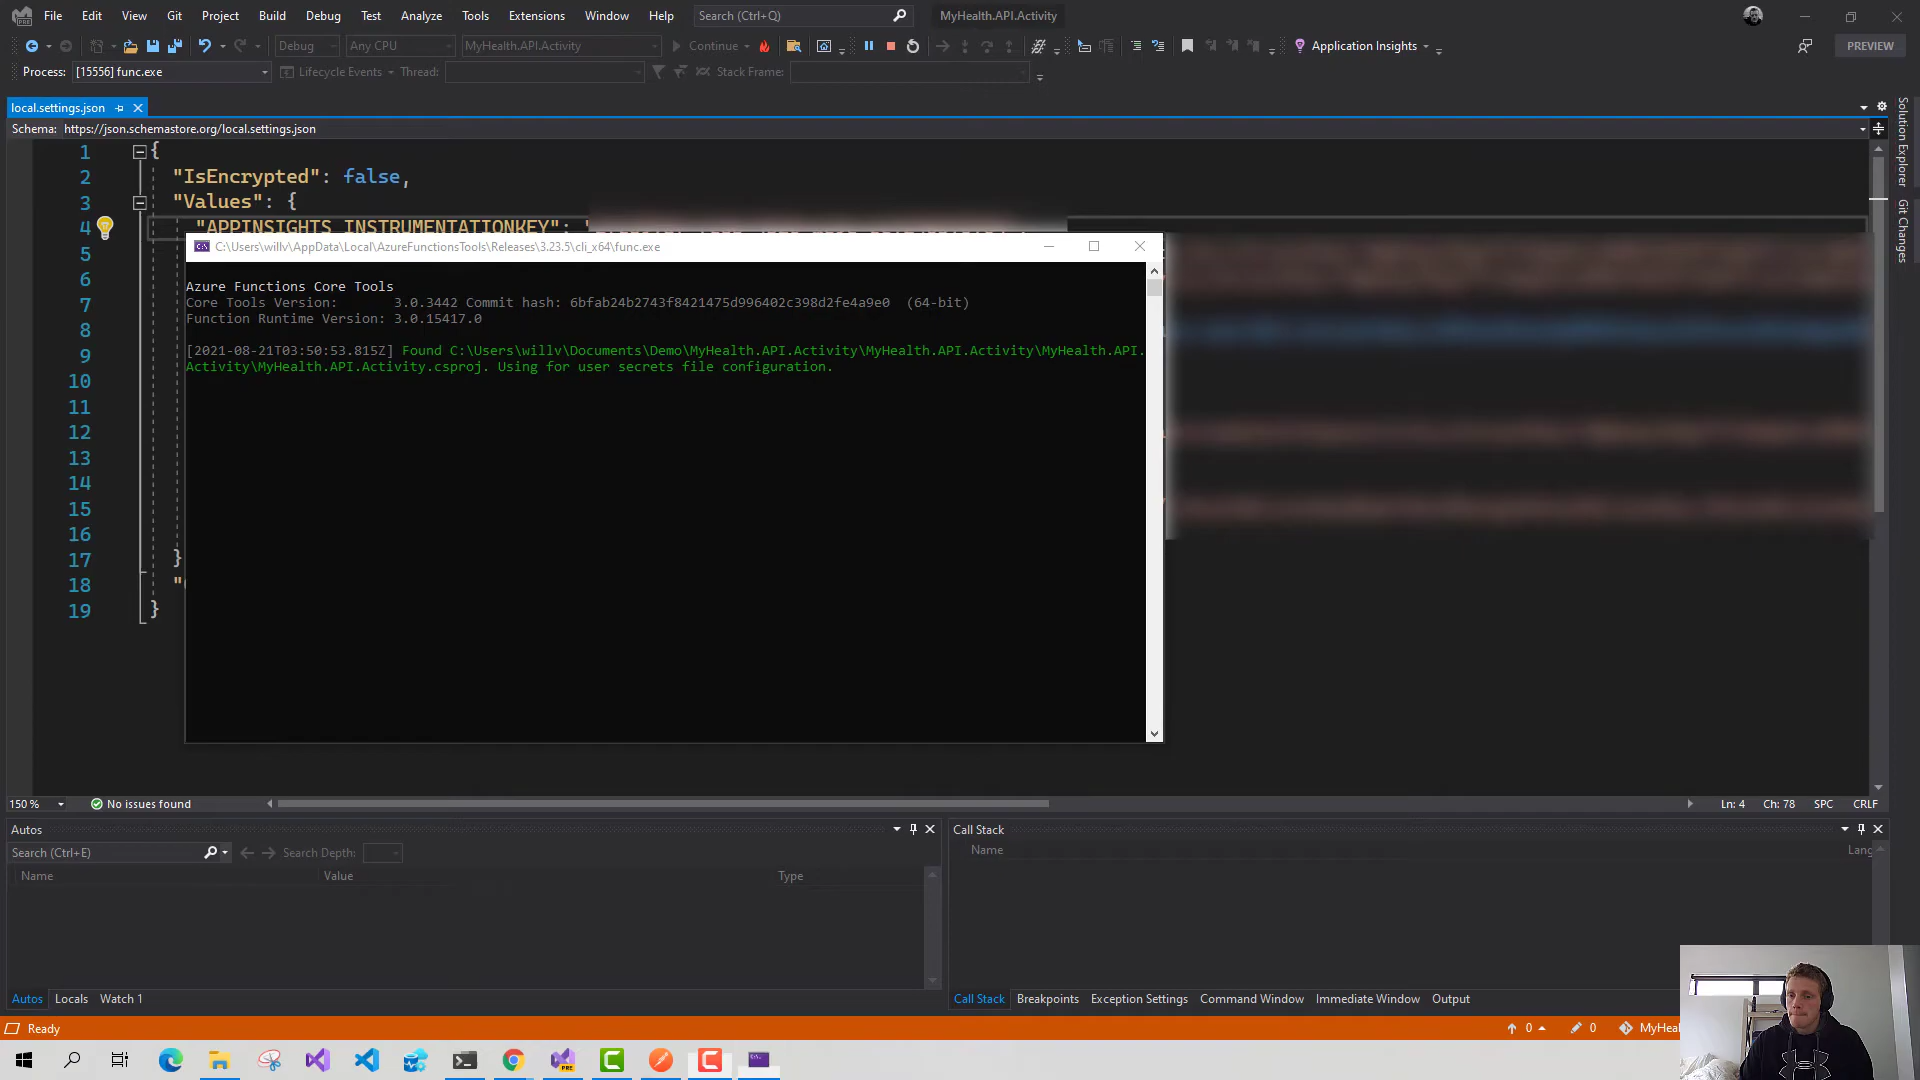 File Edit View Git Project Build Debug Test Analyze Tools Extensions Window Help Search (Ctrl+Q) MyHealth.API.Activity
Debug Any CPU MyHealth.API.Activity Continue Application Insights PREVIEW
Process: [15556] func.exe Lifecycle Events Thread: Stack Frame:
local.settings.json
Schema: https://json.schemastore.org/local.settings.json
1 {
2 "IsEncrypted": false,
3 "Values": {
4 "APPINSIGHTS_INSTRUMENTATIONKEY": "
C:\Users\willv\AppData\Local\AzureFunctionsTools\Releases\3.23.5\cli_x64\func.exe
Azure Functions Core Tools
Core Tools Version: 3.0.3442 Commit hash: 6bfab24b2743f8421475d996402c398d2fe4a9e0 (64-bit)
Function Runtime Version: 3.0.15417.0
[2021-08-21T03:50:53.815Z] Found C:\Users\willv\Documents\Demo\MyHealth.API.Activity\MyHealth.API.Activity\MyHealth.API.
Activity\MyHealth.API.Activity.csproj. Using for user secrets file configuration.
5
6
7
8
9
10
11
12
13
14
15
16
17 }
18 "
19 }
Solution Explorer
Git Changes
150 % No issues found Ln: 4 Ch: 78 SPC CRLF
Autos
Search (Ctrl+E) Search Depth:
Name Value Type
Autos Locals Watch 1
Call Stack
Name Lang
Call Stack Breakpoints Exception Settings Command Window Immediate Window Output
Ready 0 0 MyHeal